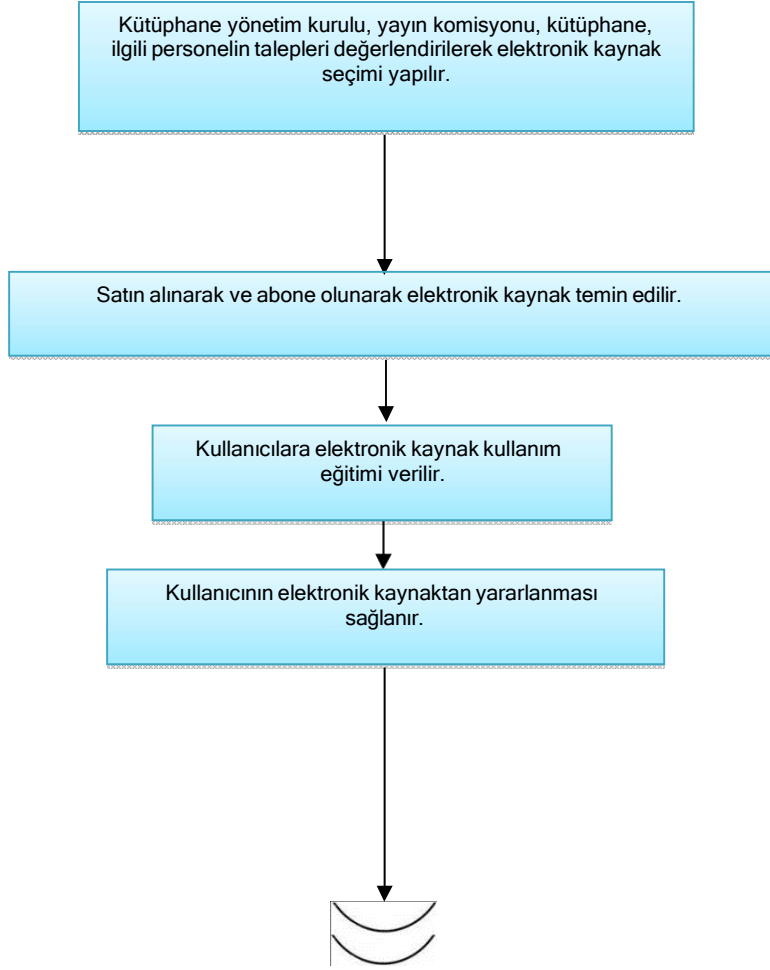 Kütüphane yönetim kurulu, yayın komisyonu, kütüphane,
ilgili personelin talepleri değerlendirilerek elektronik kaynak
seçimi yapılır.
Satın alınarak ve abone olunarak elektronik kaynak temin edilir.
Kullanıcılara elektronik kaynak kullanım
eğitimi verilir.
Kullanıcının elektronik kaynaktan yararlanması
sağlanır.